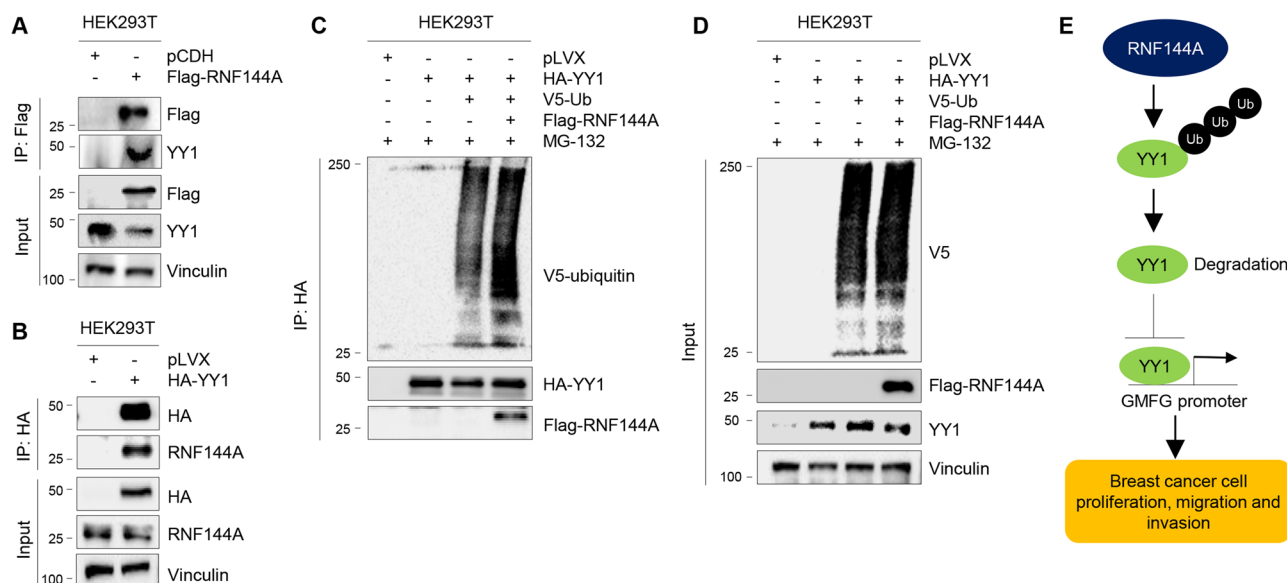 A
HEK293T
+ - pCDH
- + Flag-RNF144A
IP: Flag
25
Flag
50
YY1
Input
25
Flag
50
YY1
100
Vinculin
B
HEK293T
+ - pLVX
- + HA-YY1
IP: HA
50
HA
25
RNF144A
Input
50
HA
25
RNF144A
100
Vinculin
C
HEK293T
+ - - - pLVX
- + + + HA-YY1
- - + + V5-Ub
- - - + Flag-RNF144A
+ + + + MG-132
IP: HA
250
V5-ubiquitin
25
50
HA-YY1
25
Flag-RNF144A
D
HEK293T
+ - - - pLVX
- + + + HA-YY1
- - + + V5-Ub
- - - + Flag-RNF144A
+ + + + MG-132
Input
250
V5
25
25
Flag-RNF144A
50
YY1
100
Vinculin
E
RNF144A
Ub
Ub
Ub
YY1
YY1 Degradation
YY1
GMFG promoter
Breast cancer cell
proliferation, migration and
invasion